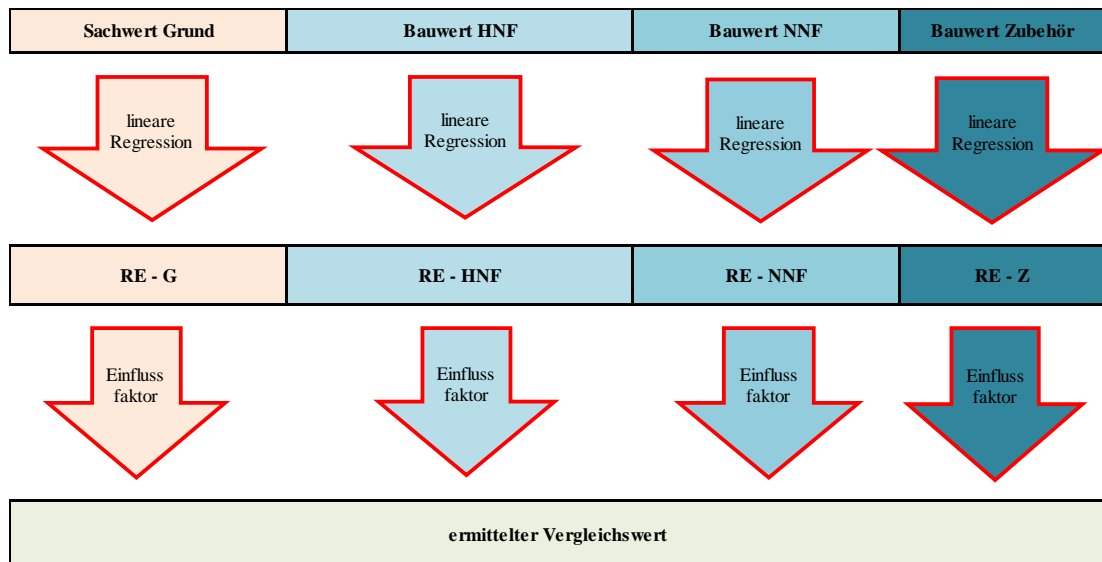 Sachwert Grund
Bauwert HNF
Bauwert NNF
Bauwert Zubehör
lineare
Regression
lineare
Regression
lineare
Regression
lineare
Regression
RE - G
RE - HNF
RE - NNF
RE - Z
Einfluss
faktor
Einfluss
faktor
Einfluss
faktor
Einfluss
faktor
ermittelter Vergleichswert